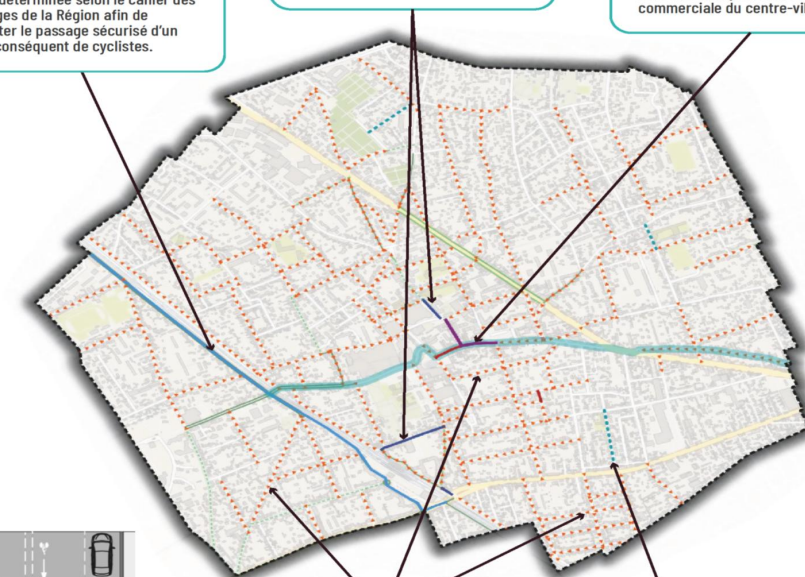 déterminée selon le cahier des
ges de la Région afin de
ter le passage sécurisé d'un
conséquent de cyclistes.
commerciale du centre-vil